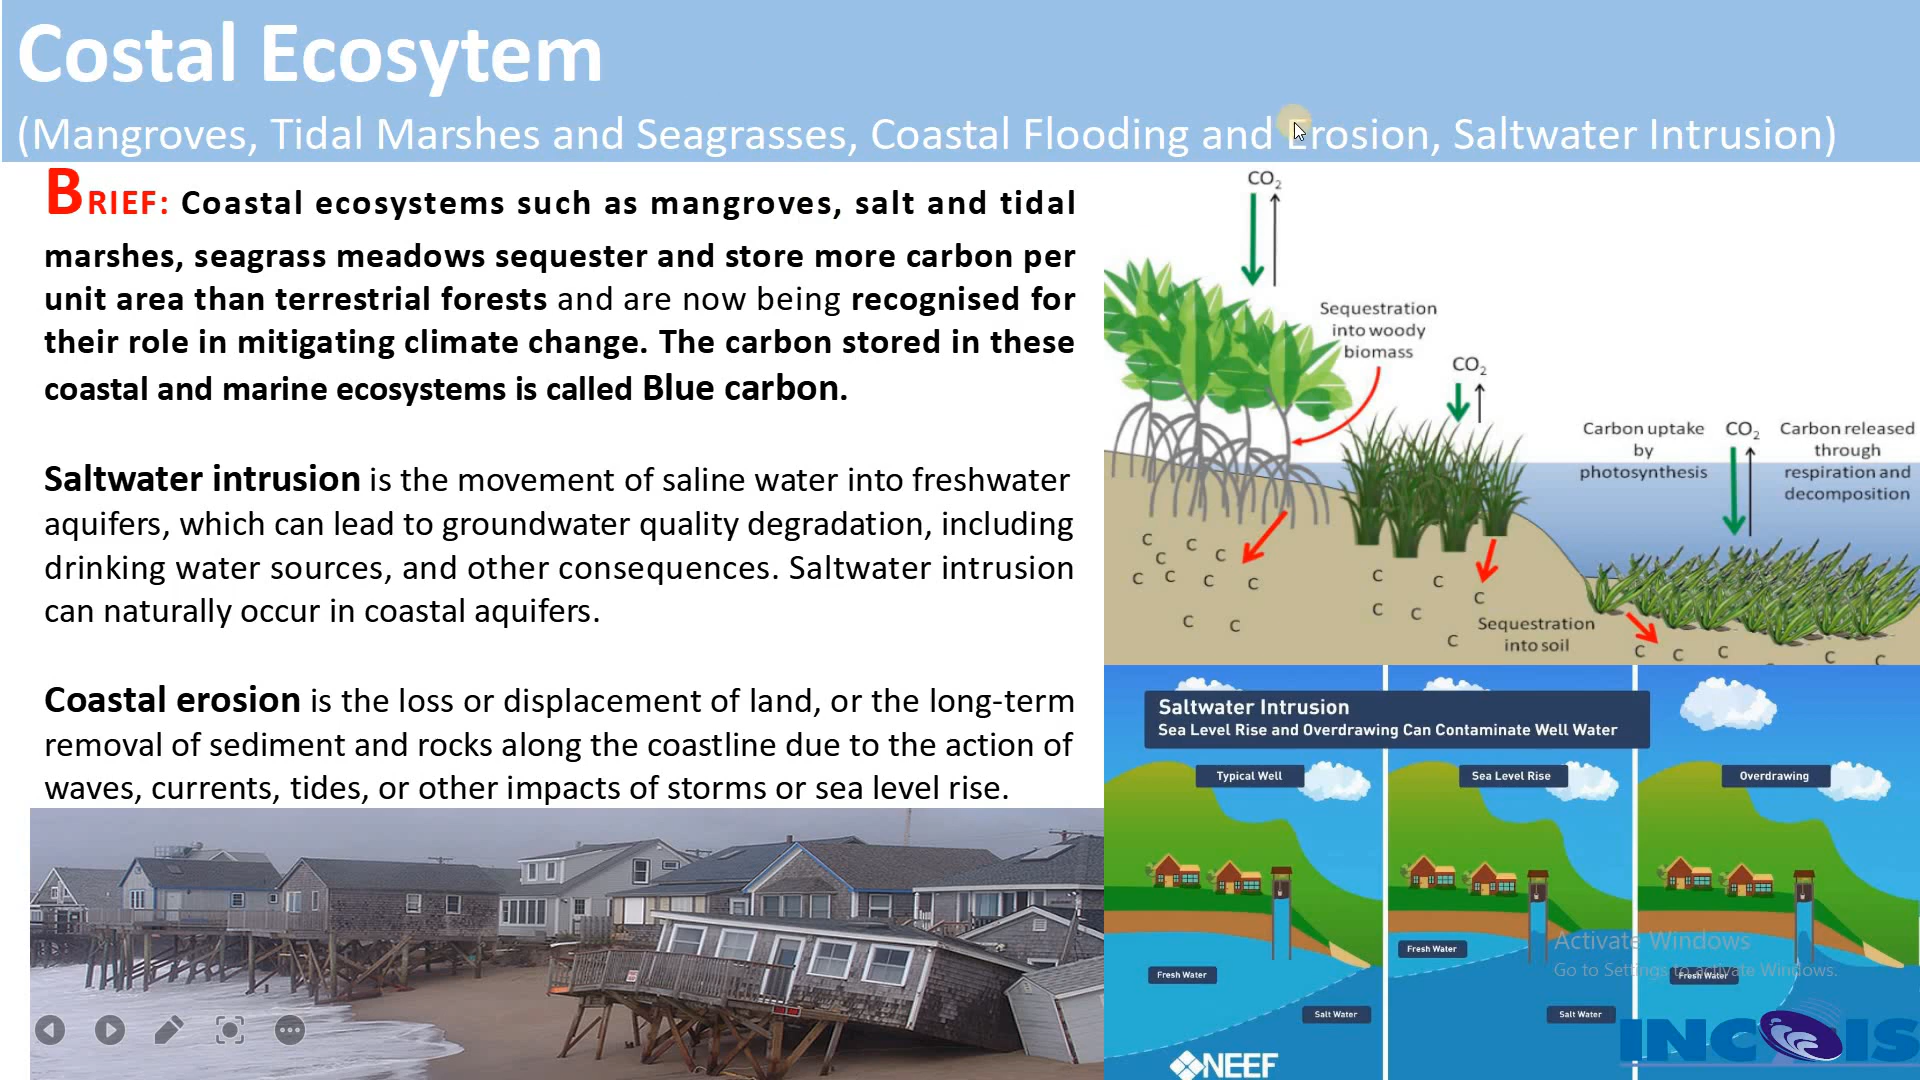 Costal Ecosytem
(Mangroves, Tidal Marshes and Seagrasses, Coastal Flooding and Erosion, Saltwater Intrusion)
BRIEF: Coastal ecosystems such as mangroves, salt and tidal
marshes, seagrass meadows sequester and store more carbon per
unit area than terrestrial forests and are now being recognised for
their role in mitigating climate change. The carbon stored in these
coastal and marine ecosystems is called Blue carbon.
Saltwater intrusion is the movement of saline water into freshwater
aquifers, which can lead to groundwater quality degradation, including
drinking water sources, and other consequences. Saltwater intrusion
can naturally occur in coastal aquifers.
Coastal erosion is the loss or displacement of land, or the long-term
removal of sediment and rocks along the coastline due to the action of
waves, currents, tides, or other impacts of storms or sea level rise.
CO2
Sequestration
into woody
biomass
CO2
Carbon uptake
by
photosynthesis
CO2
Carbon released
through
respiration and
decomposition
C C C C C C C C C C C
C C C C C C
Sequestration
into soil
C C C C C
Saltwater Intrusion
Sea Level Rise and Overdrawing Can Contaminate Well Water
Typical Well
Sea Level Rise
Overdrawing
Fresh Water
Salt Water
Fresh Water
Salt Water
Fresh Water
Activate Windows
Go to Settings to activate Windows.
NEEF
INCOIS